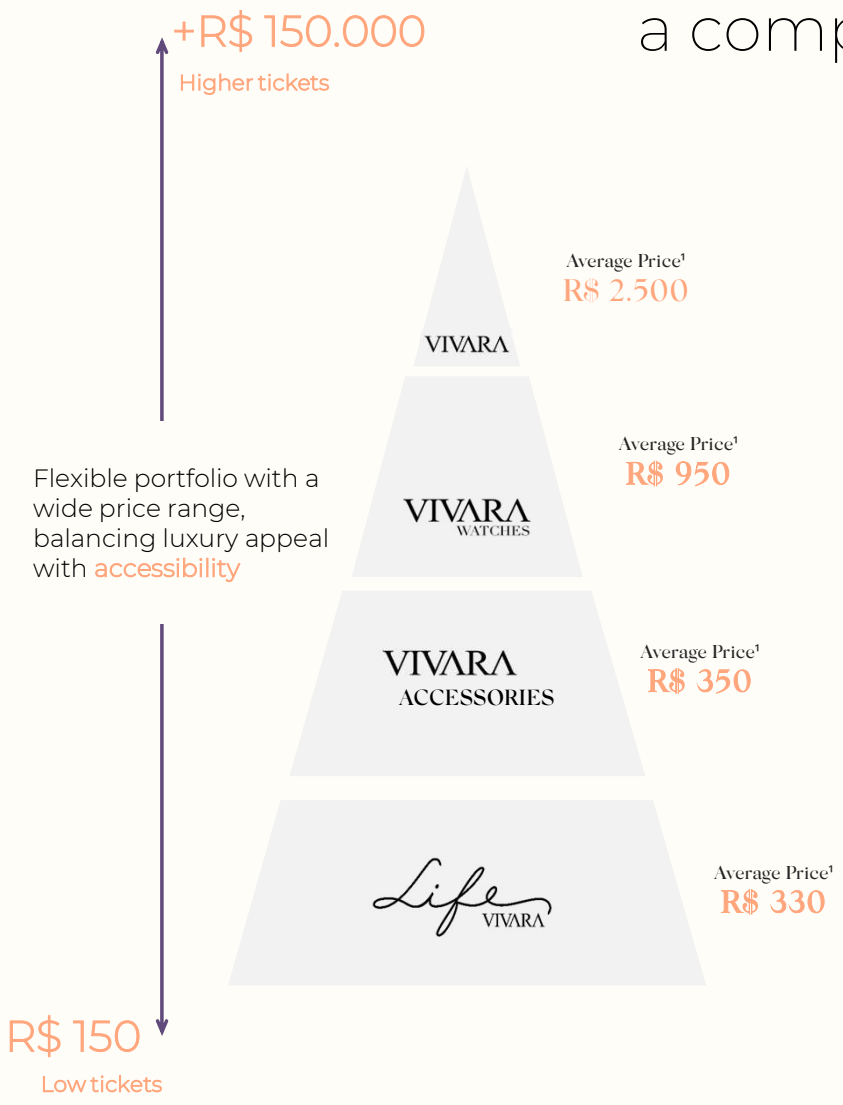 +R$ 150.000
a comp
Higher tickets
Average Price¹
R$ 2.500
VIVARA
Average Price¹
R$ 950
Flexible portfolio with a
wide price range,
balancing luxury appeal
with accessibility
VIVARA
WATCHES
Average Price¹
R$ 350
VIVARA
ACCESSORIES
Average Price¹
R$ 330
Life
VIVARA
R$ 150
Low tickets